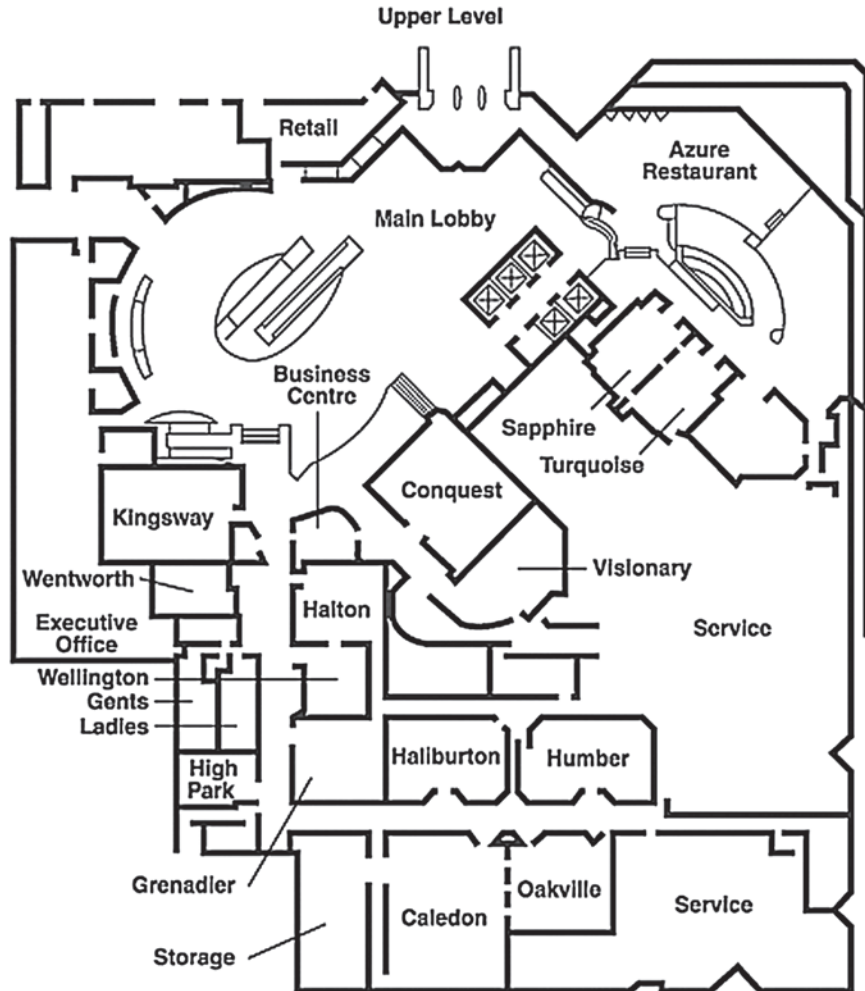 Upper Level
Retail
Azure
Restaurant
Main Lobby
Business
Centre
Sapphire
Turquoise
Conquest
Kingsway
Visionary
Wentworth
Halton
Executive
Office
Service
Wellington
Gents
Ladies
Haliburton
Humber
High
Park
Grenadier
Oakville
Caledon
Service
Storage